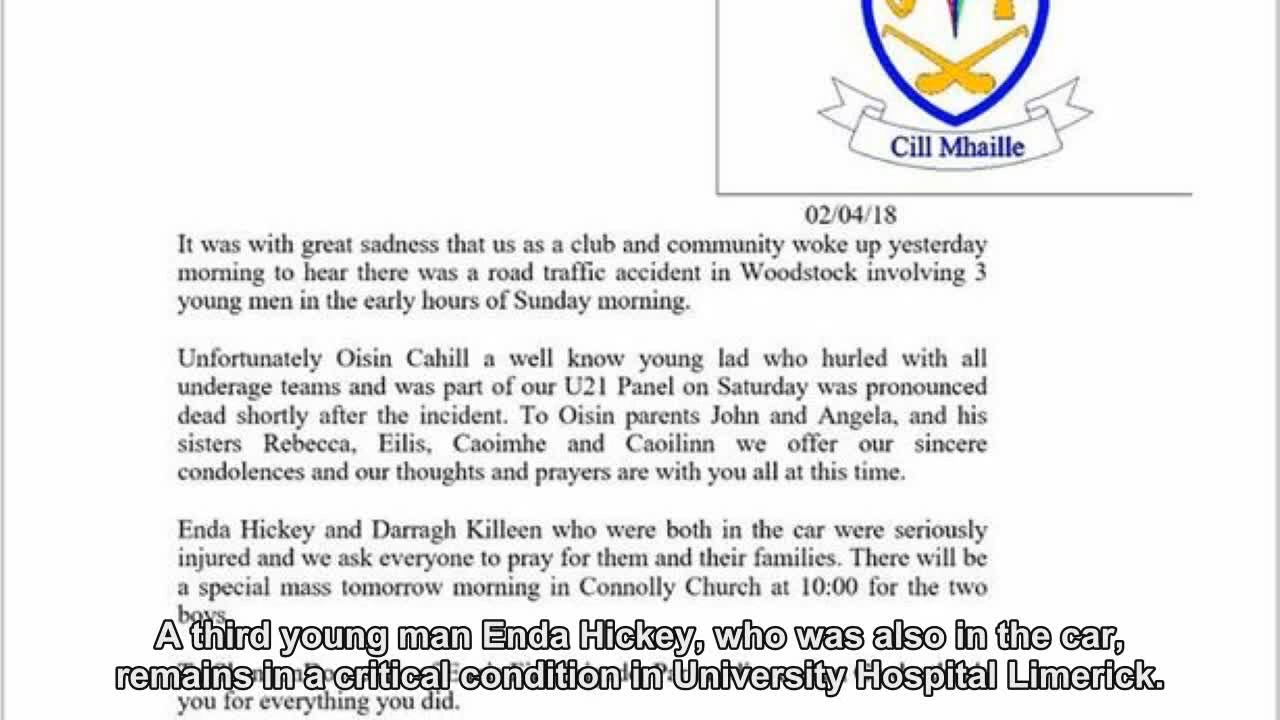 Cill Mhaille
02/04/18
It was with great sadness that us as a club and community woke up yesterday
morning to hear there was a road traffic accident in Woodstock involving 3
young men in the early hours of Sunday morning.
Unfortunately Oisin Cahill a well know young lad who hurled with all
underage teams and was part of our U21 Panel on Saturday was pronounced
dead shortly after the incident. To Oisin parents John and Angela, and his
sisters Rebecca, Eilis, Caoimhe and Caoilinn we offer our sincere
condolences and our thoughts and prayers are with you all at this time.
Enda Hickey and Darragh Killeen who were both in the car were seriously
injured and we ask everyone to pray for them and their families. There will be
a special mass tomorrow morning in Connolly Church at 10:00 for the two
boys
A third young man Enda Hickey, who was also in the car,
remains in a critical condition in University Hospital Limerick.
you for everything you did.